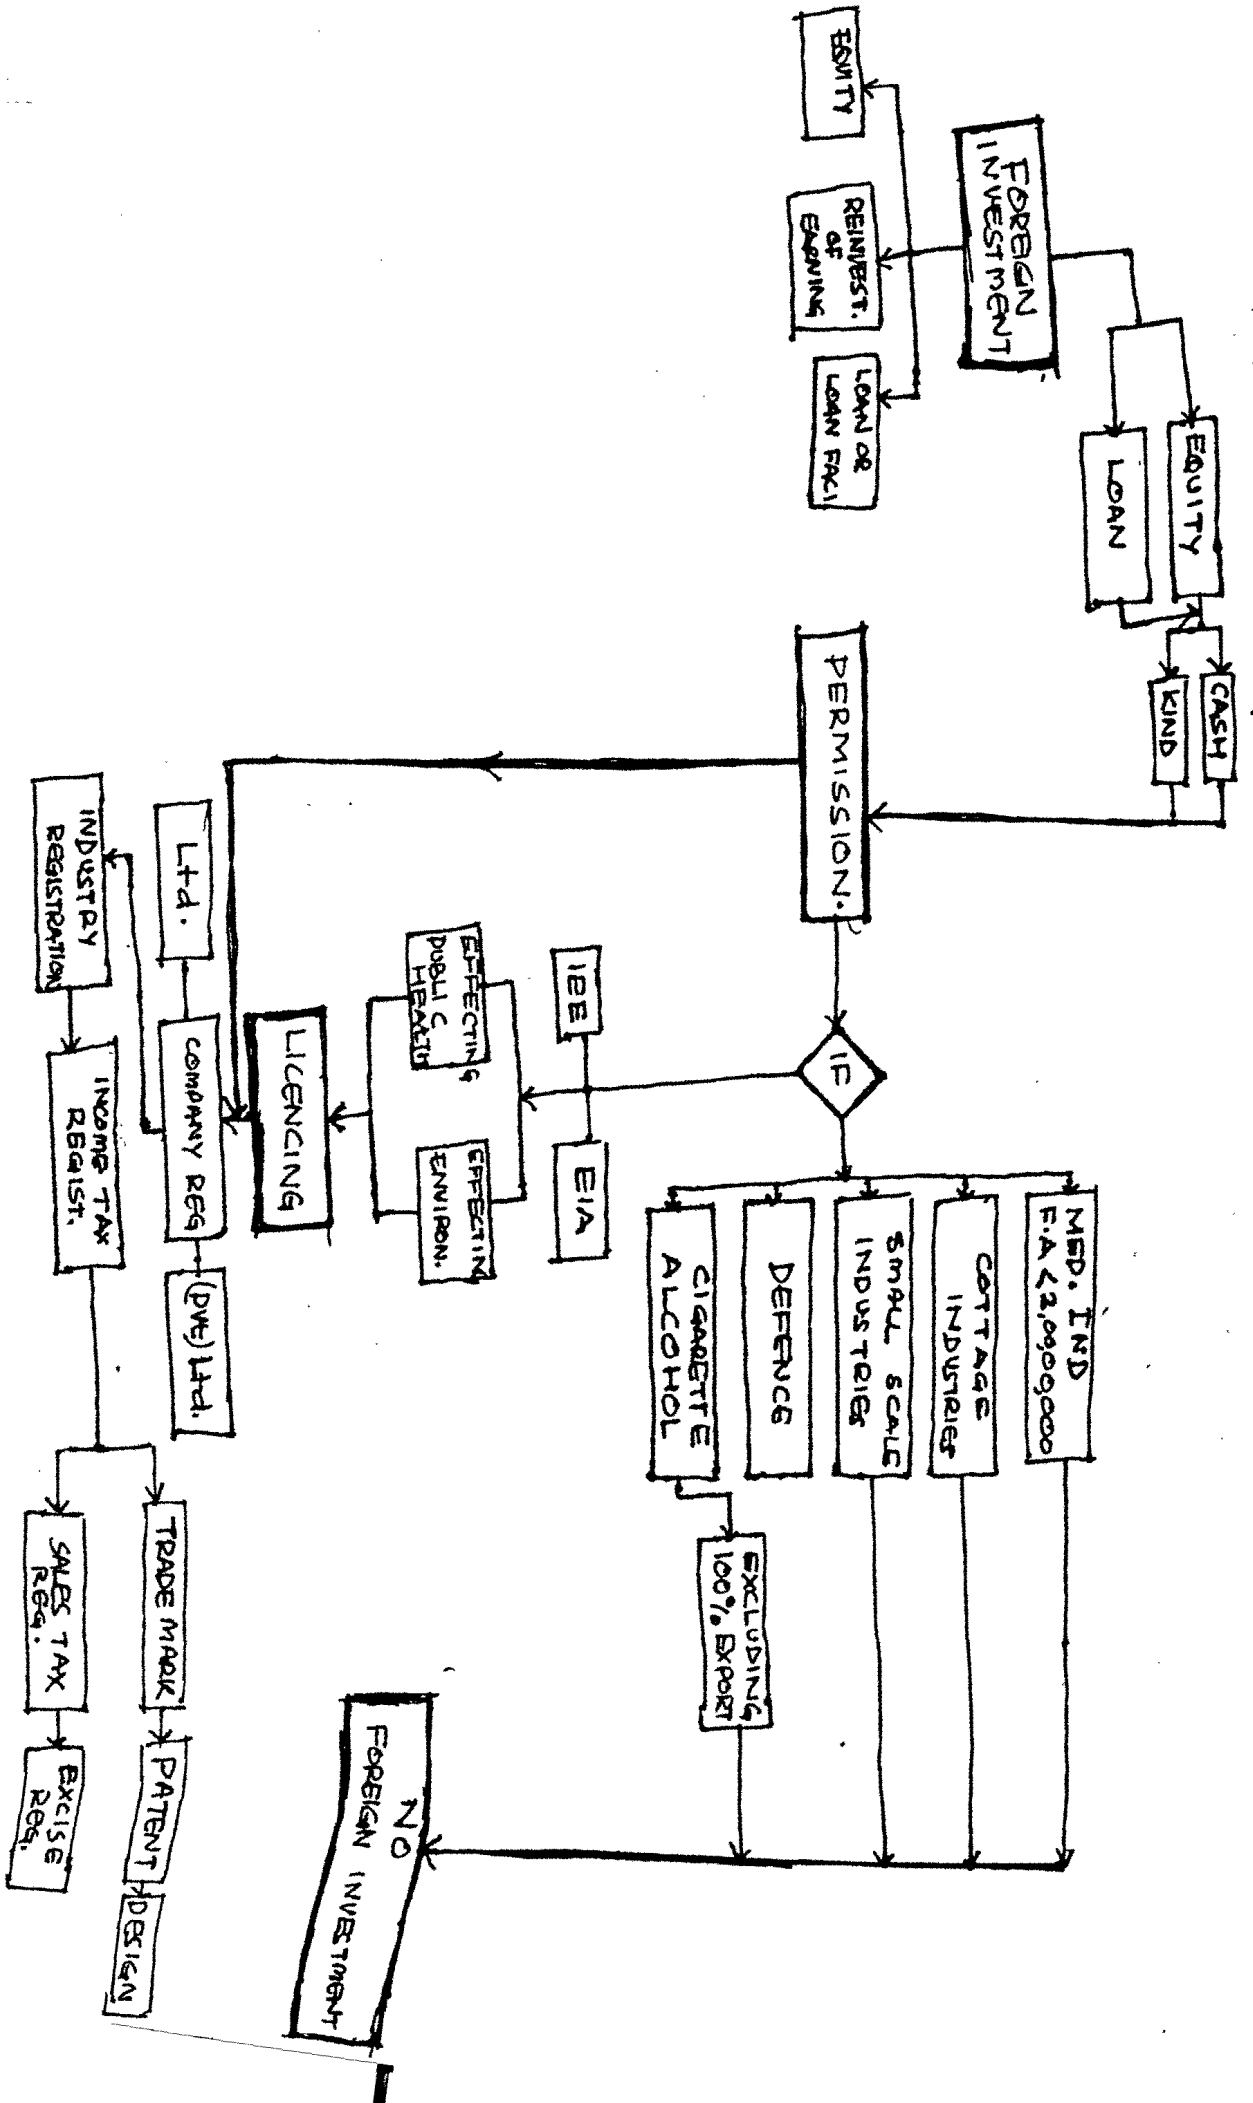 FOREIGN
INVESTMENT
EQUITY
LOAN
CASH
KIND
EQUITY
REINVEST.
OF
EARNING
LOAN OR
LOAN FACI
PERMISSION.
IF
MED. IND
F.A < 2,00,00,000
COTTAGE
INDUSTRIES
SMALL SCALE
INDUSTRIES
DEFENCE
CIGARETTE
ALCOHOL
EXCLUDING
100% EXPORT
NO
FOREIGN INVESTMENT
IEE
EIA
EFFECTING
PUBLIC
HEALTH
EFFECTIN
ENVIRON.
LICENCING
Ltd.
COMPANY REG
(Pvt) Ltd.
INDUSTRY
REGISTRATION
INCOME TAX
REGIST.
TRADE MARK
PATENT
DESIGN
SALES TAX
REG.
EXCISE
REG.